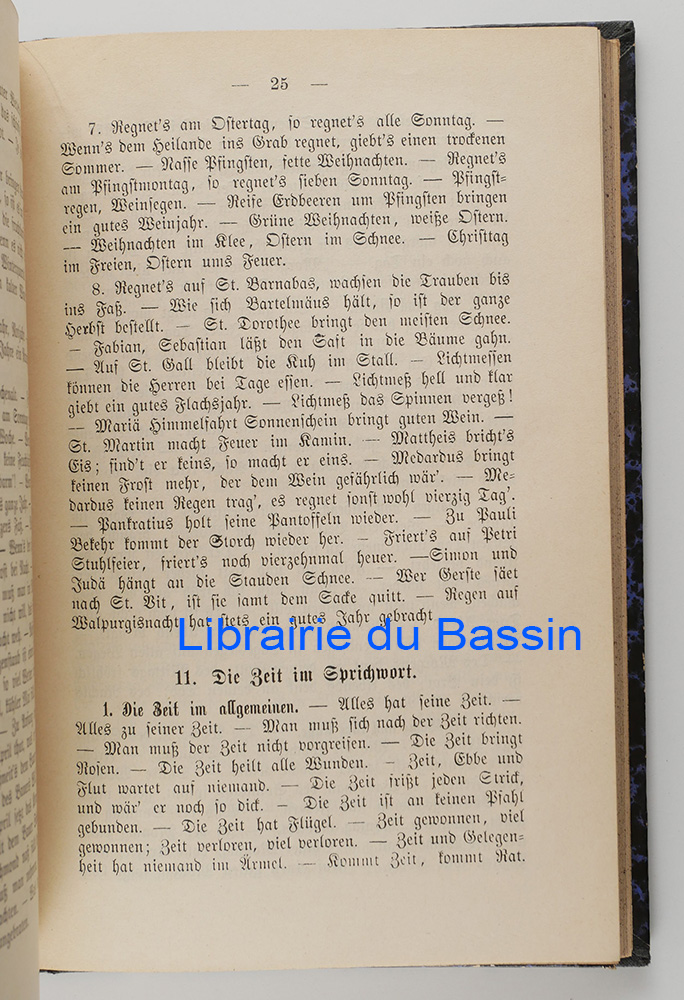 — 25 —
7. Regnet's am Ostertag, so regnet's alle Sonntag. —
Wenn's dem Heilande ins Grab regnet, giebt's einen trockenen
Sommer. — Nasse Pfingsten, fette Weihnachten. — Regnet's
am Pfingstmontag, so regnet's sieben Sonntag. — Pfingst-
regen, Weinsegen. — Reife Erdbeeren um Pfingsten bringen
ein gutes Weinjahr. — Grüne Weihnachten, weiße Ostern.
— Weihnachten im Klee, Ostern im Schnee. — Christtag
im Freien, Ostern ums Feuer.
8. Regnet's auf St. Barnabas, wachsen die Trauben bis
ins Faß. — Wie sich Bartelmäus hält, so ist der ganze
Herbst bestellt. — St. Dorothee bringt den meisten Schnee.
— Fabian, Sebastian läßt den Saft in die Bäume gahn.
— Auf St. Gall bleibt die Kuh im Stall. — Lichtmessen
können die Herren bei Tage essen. — Lichtmeß hell und klar
giebt ein gutes Flachsjahr. — Lichtmeß das Spinnen vergeß!
— Mariä Himmelfahrt Sonnenschein bringt guten Wein. —
St. Martin macht Feuer im Kamin. — Mattheis bricht's
Eis; find't er keins, so macht er eins. — Medardus bringt
keinen Frost mehr, der dem Wein gefährlich wär'. — Me-
dardus keinen Regen trag', es regnet sonst wohl vierzig Tag'.
— Pankratius holt seine Pantoffeln wieder. — Zu Pauli
Bekehr kommt der Storch wieder her. — Friert's auf Petri
Stuhlfeier, friert's noch vierzehnmal heuer. —Simon und
Judä hängt an die Stauden Schnee. — Wer Gerste säet
nach St. Vit, ist sie samt dem Sacke quitt. — Regen auf
Walpurgisnacht hat stets ein gutes Jahr gebracht
Librairie du Bassin
11. Die Zeit im Sprichwort.
1. Die Zeit im allgemeinen. — Alles hat seine Zeit. —
Alles zu seiner Zeit. — Man muß sich nach der Zeit richten.
— Man muß der Zeit nicht vorgreifen. — Die Zeit bringt
Rosen. — Die Zeit heilt alle Wunden. — Zeit, Ebbe und
Flut wartet auf niemand. — Die Zeit frißt jeden Strick,
und wär' er noch so dick. — Die Zeit ist an keinen Pfahl
gebunden. — Die Zeit hat Flügel. — Zeit gewonnen, viel
gewonnen; Zeit verloren, viel verloren. — Zeit und Gelegen-
heit hat niemand im Ärmel. — Kommt Zeit, kommt Rat.